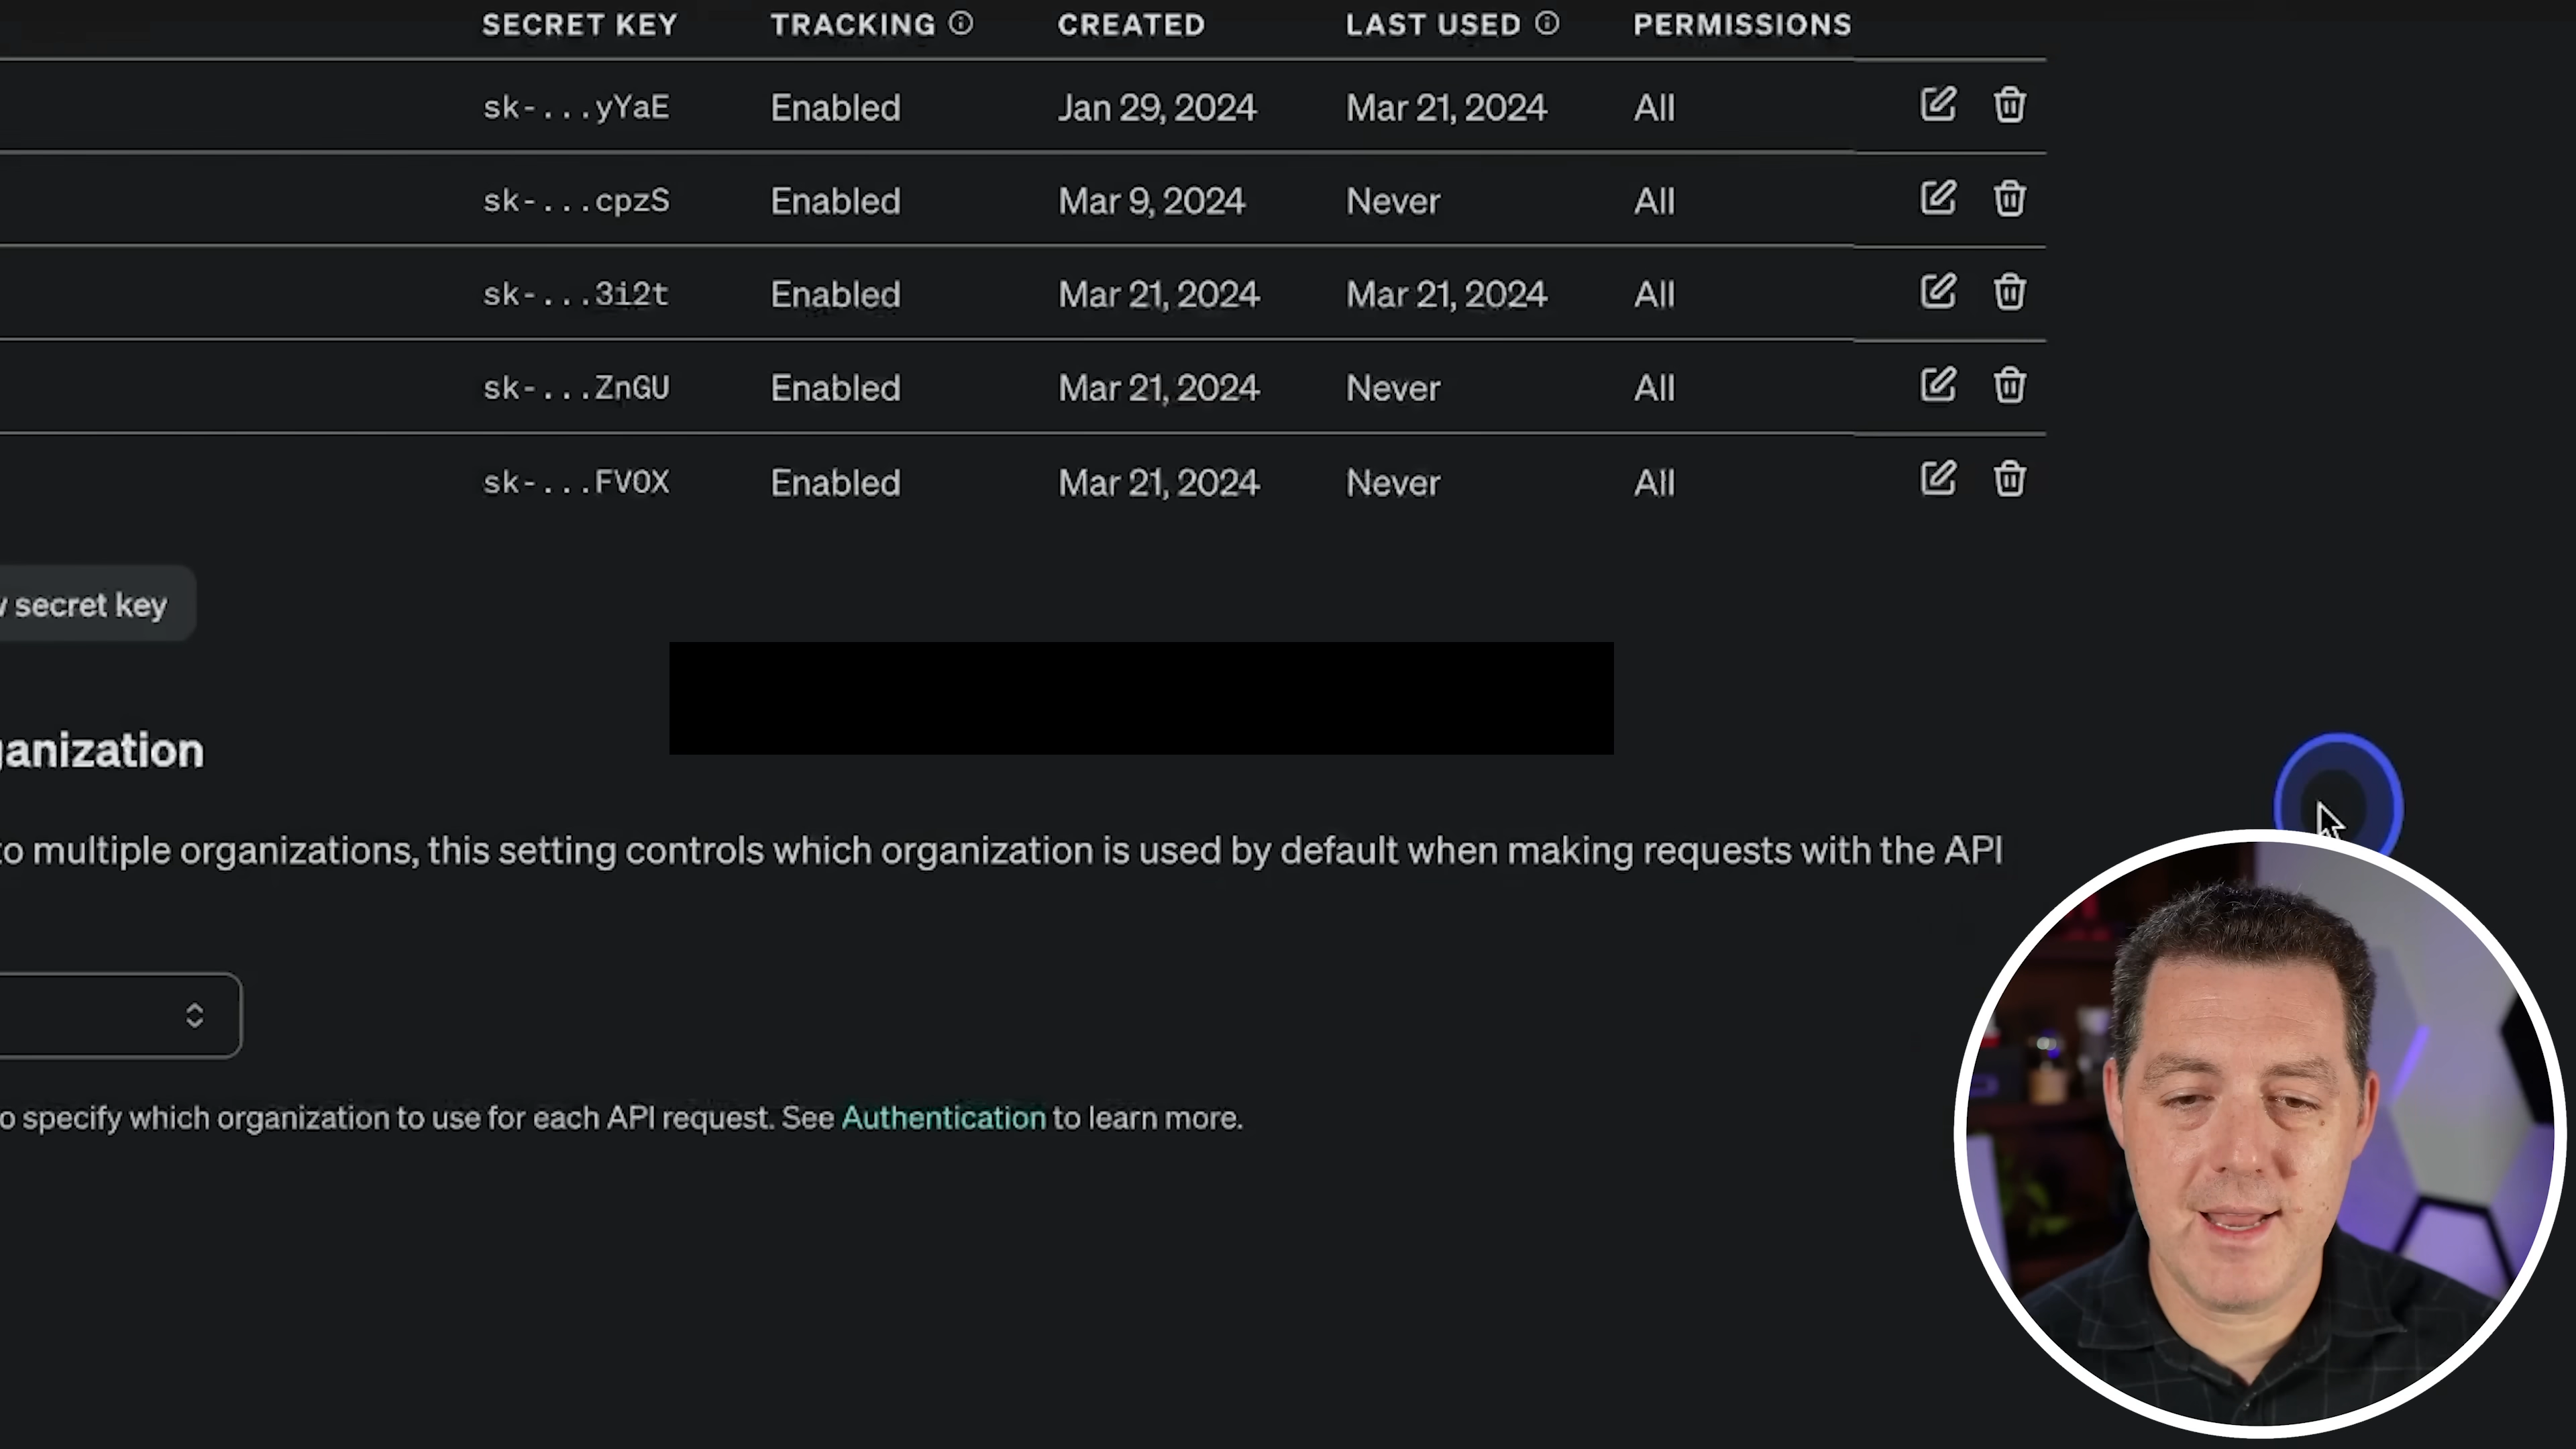 SECRET KEY TRACKING CREATED LAST USED PERMISSIONS
sk-...yYaE Enabled Jan 29, 2024 Mar 21, 2024 All
sk-...cpzS Enabled Mar 9, 2024 Never All
sk-...3i2t Enabled Mar 21, 2024 Mar 21, 2024 All
sk-...ZnGU Enabled Mar 21, 2024 Never All
sk-...FV0X Enabled Mar 21, 2024 Never All
secret key
ganization
to multiple organizations, this setting controls which organization is used by default when making requests with the API
o specify which organization to use for each API request. See Authentication to learn more.